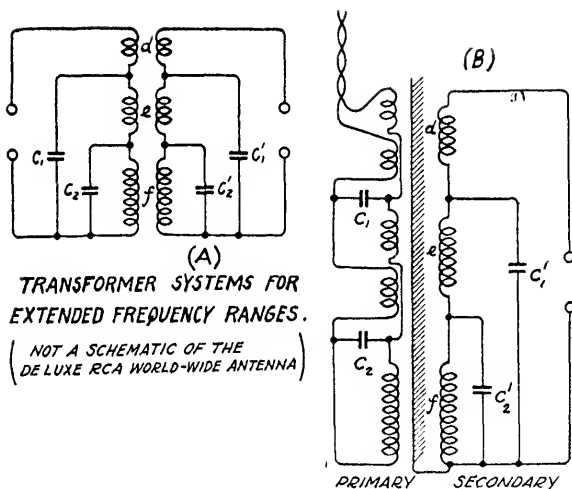 d
e
f
C₁
C₂
C₁'
C₂'
(A)
TRANSFORMER SYSTEMS FOR
EXTENDED FREQUENCY RANGES.
( NOT A SCHEMATIC OF THE
DE LUXE RCA WORLD-WIDE ANTENNA )
(B)
d
C₁
e
C₁'
C₂
f
C₂'
PRIMARY
SECONDARY